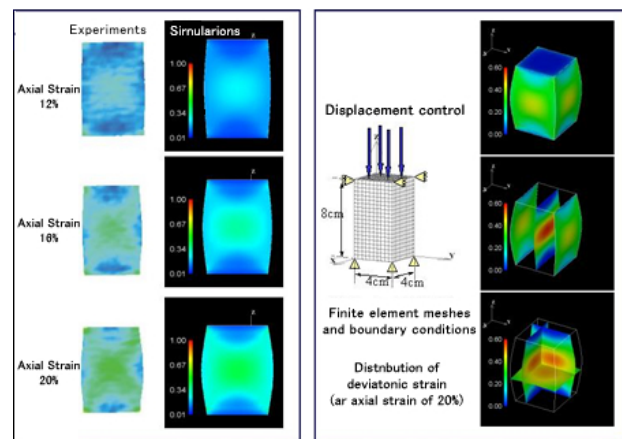 Experiments
Sirnularions
Axial Strain
12%
1.00
0.67
0.34
0.01
z
Axial Strain
16%
1.00
0.67
0.34
0.01
z
Axial Strain
20%
1.00
0.67
0.34
0.01
z
Displacement control
8cm
4cm
4cm
Y
Finite element meshes
and boundary conditions
Distnbution of
deviatonic strain
(ar axial strain of 20%)
0.60
0.40
0.20
0.00
Z
X
Y
0.60
0.40
0.20
0.00
Z
X
Y
0.60
0.40
0.20
0.00
Z
X
Y